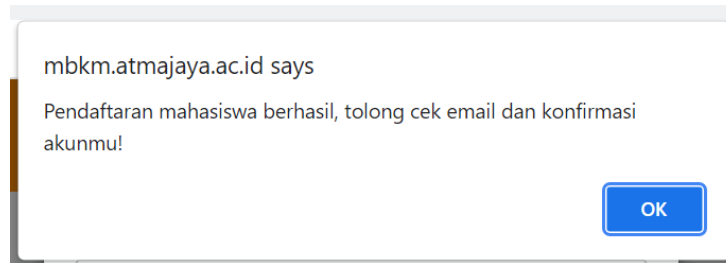 mbkm.atmajaya.ac.id says
Pendaftaran mahasiswa berhasil, tolong cek email dan konfirmasi
akunmu!
OK